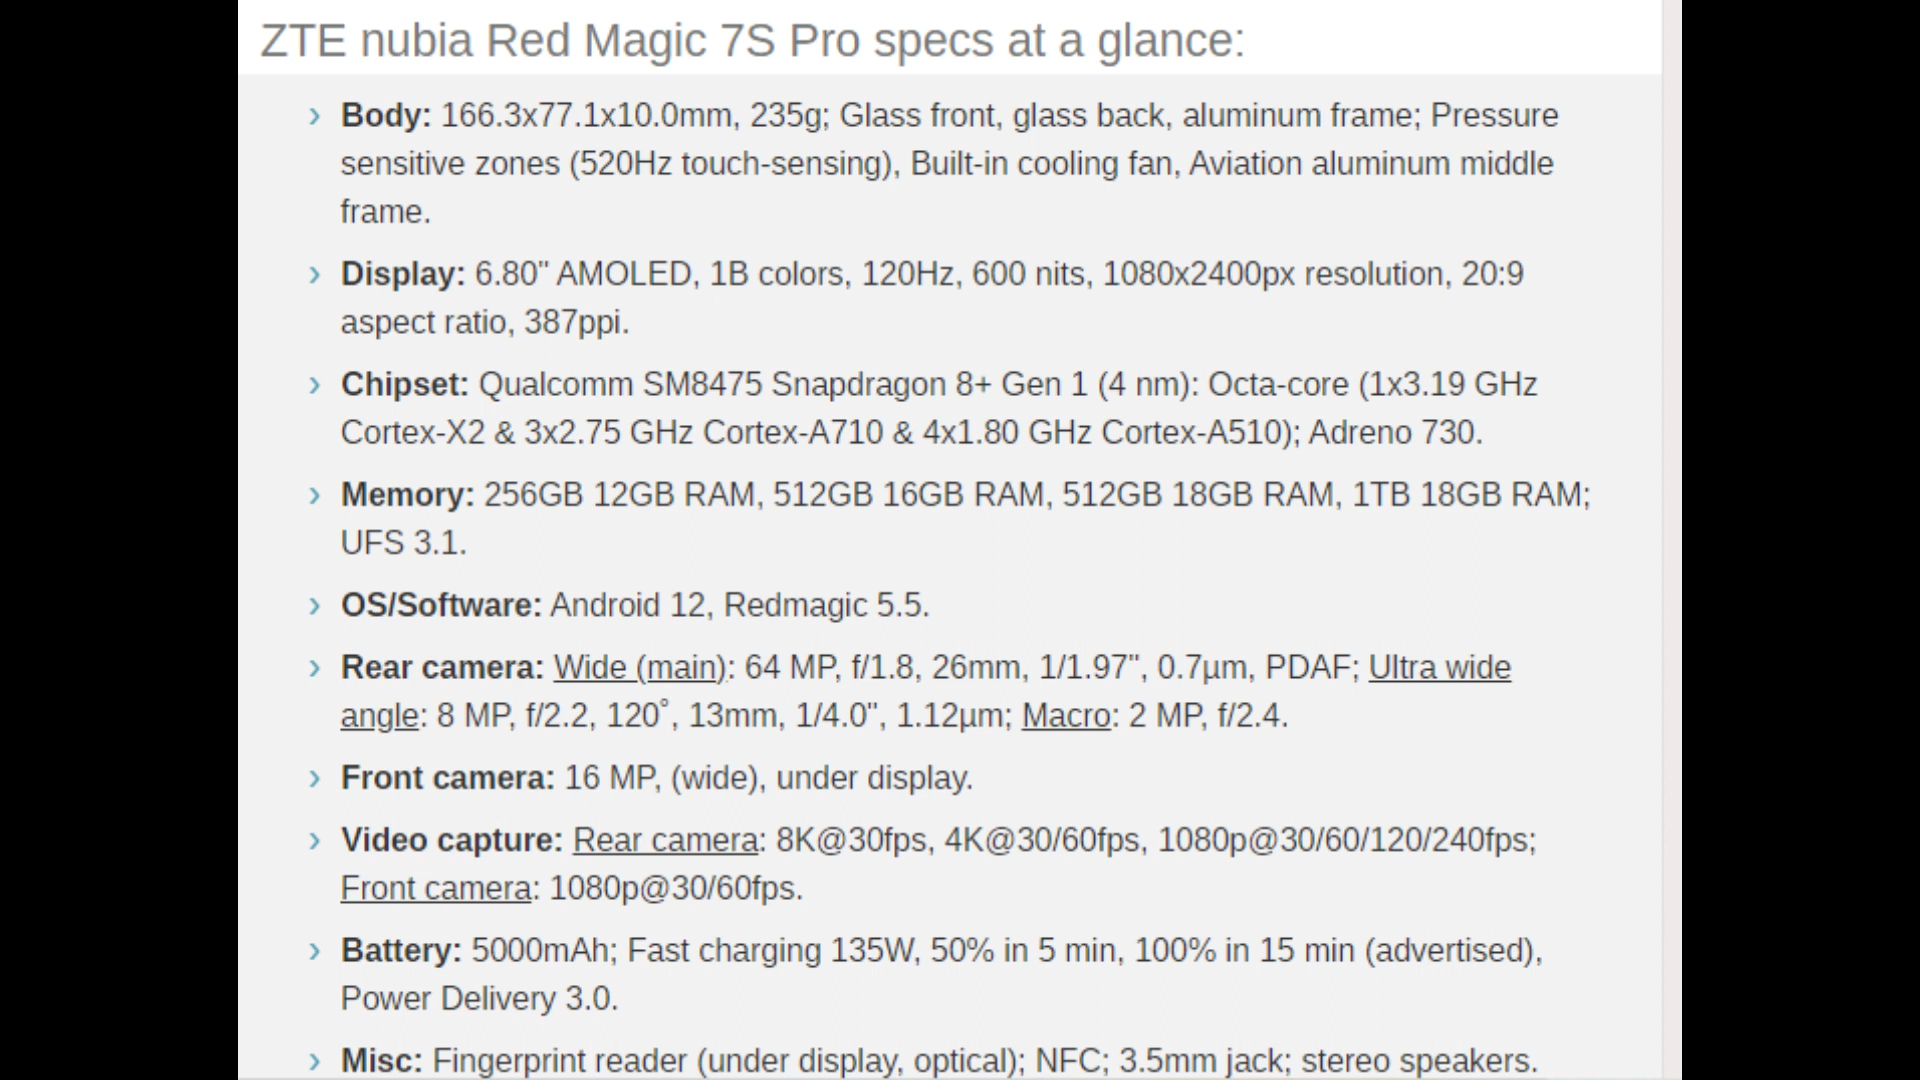 ZTE nubia Red Magic 7S Pro specs at a glance:
› Body: 166.3x77.1x10.0mm, 235g; Glass front, glass back, aluminum frame; Pressure
sensitive zones (520Hz touch-sensing), Built-in cooling fan, Aviation aluminum middle
frame.
› Display: 6.80" AMOLED, 1B colors, 120Hz, 600 nits, 1080x2400px resolution, 20:9
aspect ratio, 387ppi.
› Chipset: Qualcomm SM8475 Snapdragon 8+ Gen 1 (4 nm): Octa-core (1x3.19 GHz
Cortex-X2 & 3x2.75 GHz Cortex-A710 & 4x1.80 GHz Cortex-A510); Adreno 730.
› Memory: 256GB 12GB RAM, 512GB 16GB RAM, 512GB 18GB RAM, 1TB 18GB RAM;
UFS 3.1.
› OS/Software: Android 12, Redmagic 5.5.
› Rear camera: Wide (main): 64 MP, f/1.8, 26mm, 1/1.97", 0.7µm, PDAF; Ultra wide
angle: 8 MP, f/2.2, 120˚, 13mm, 1/4.0", 1.12µm; Macro: 2 MP, f/2.4.
› Front camera: 16 MP, (wide), under display.
› Video capture: Rear camera: 8K@30fps, 4K@30/60fps, 1080p@30/60/120/240fps;
Front camera: 1080p@30/60fps.
› Battery: 5000mAh; Fast charging 135W, 50% in 5 min, 100% in 15 min (advertised),
Power Delivery 3.0.
› Misc: Fingerprint reader (under display, optical); NFC; 3.5mm jack; stereo speakers.